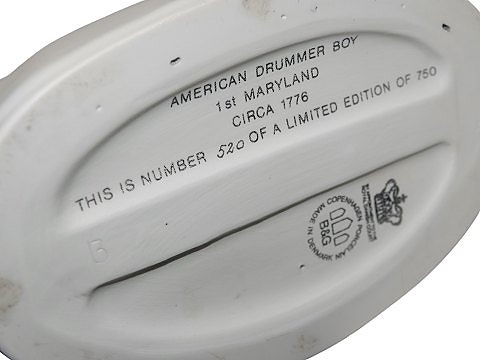 AMERICAN DRUMMER BOY
1st MARYLAND
CIRCA 1776
THIS IS NUMBER 520 OF A LIMITED EDITION OF 750
B
COPENHAGEN PORCELAIN
MADE IN DENMARK
B&G